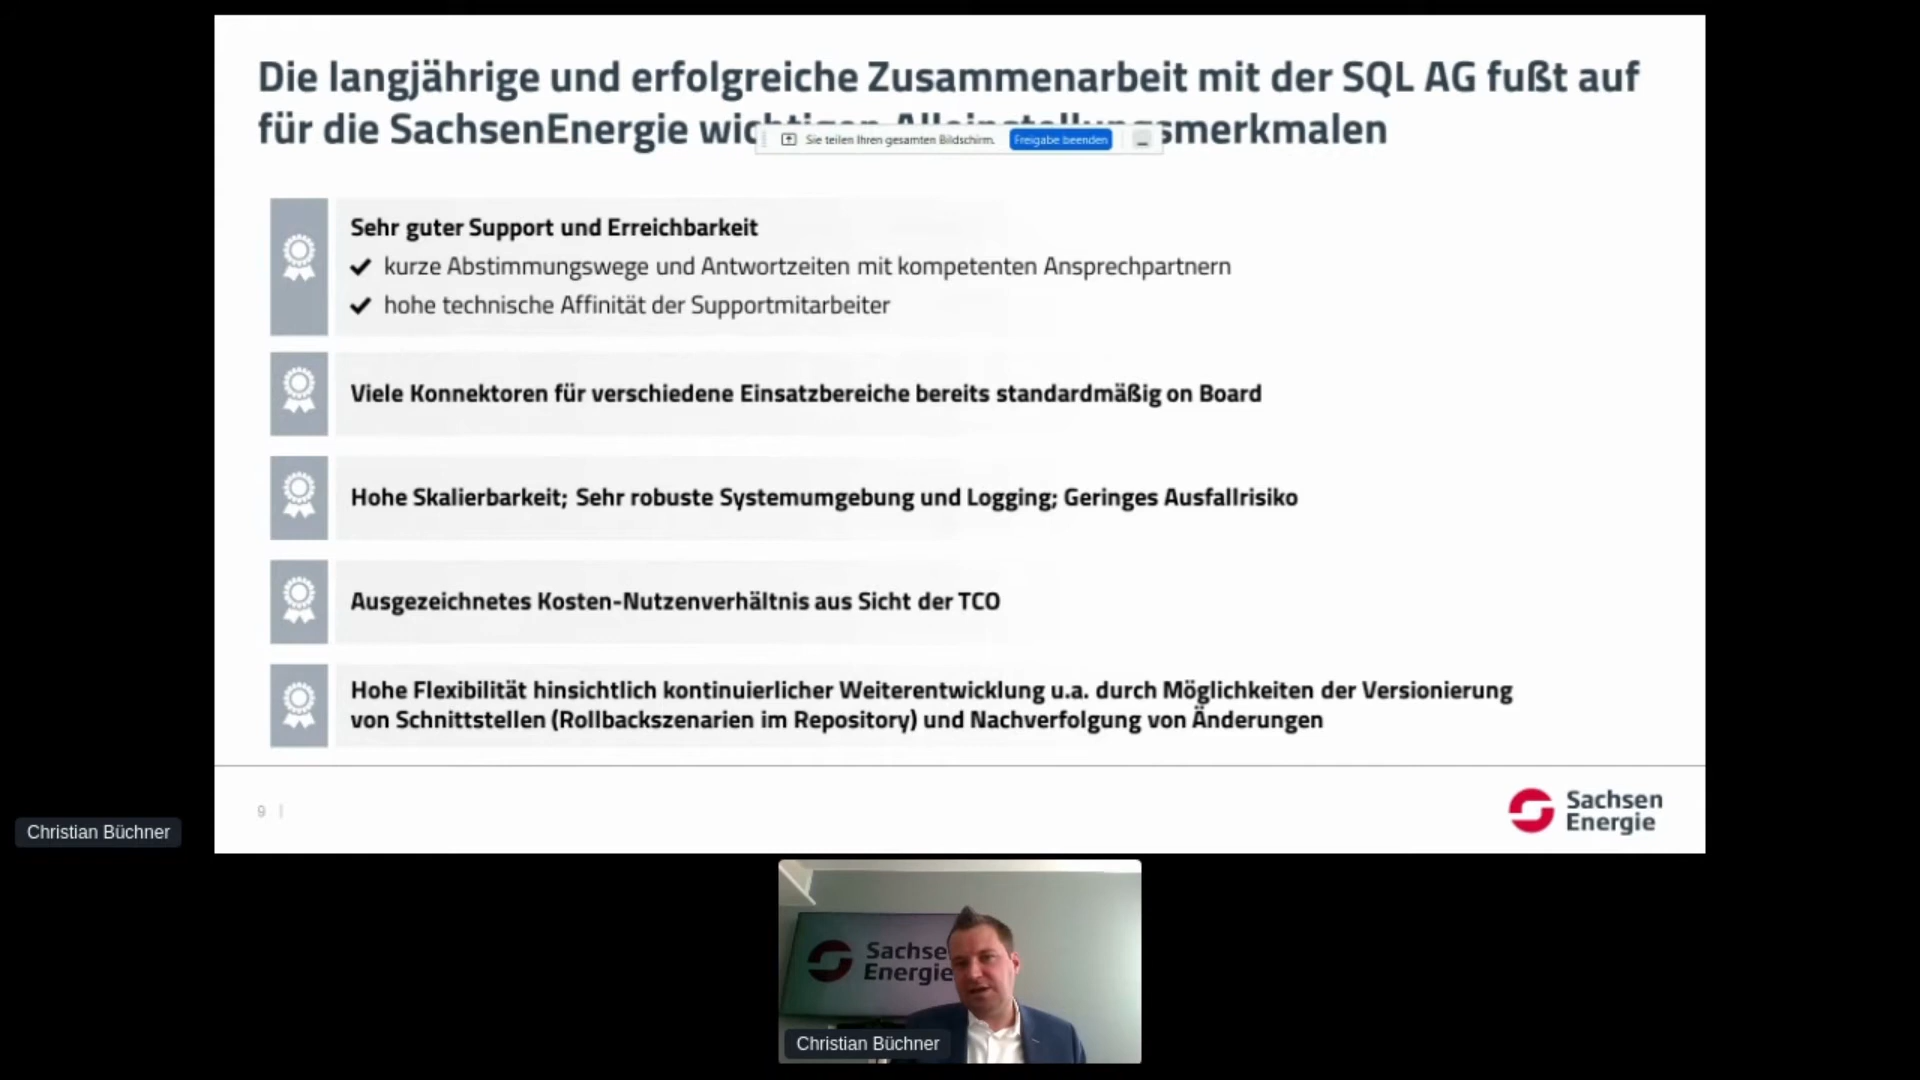 Die langjährige und erfolgreiche Zusammenarbeit mit der SQL AG fußt auf
für die SachsenEnergie wichtigen Alleinstellungsmerkmalen
Sie teilen Ihren gesamten Bildschirm.
Freigabe beenden
Sehr guter Support und Erreichbarkeit
kurze Abstimmungswege und Antwortzeiten mit kompetenten Ansprechpartnern
hohe technische Affinität der Supportmitarbeiter
Viele Konnektoren für verschiedene Einsatzbereiche bereits standardmäßig on Board
Hohe Skalierbarkeit; Sehr robuste Systemumgebung und Logging; Geringes Ausfallrisiko
Ausgezeichnetes Kosten-Nutzenverhältnis aus Sicht der TCO
Hohe Flexibilität hinsichtlich kontinuierlicher Weiterentwicklung u.a. durch Möglichkeiten der Versionierung
von Schnittstellen (Rollbackszenarien im Repository) und Nachverfolgung von Änderungen
9 |
Sachsen
Energie
Christian Büchner
Sachse
Energie
Christian Büchner